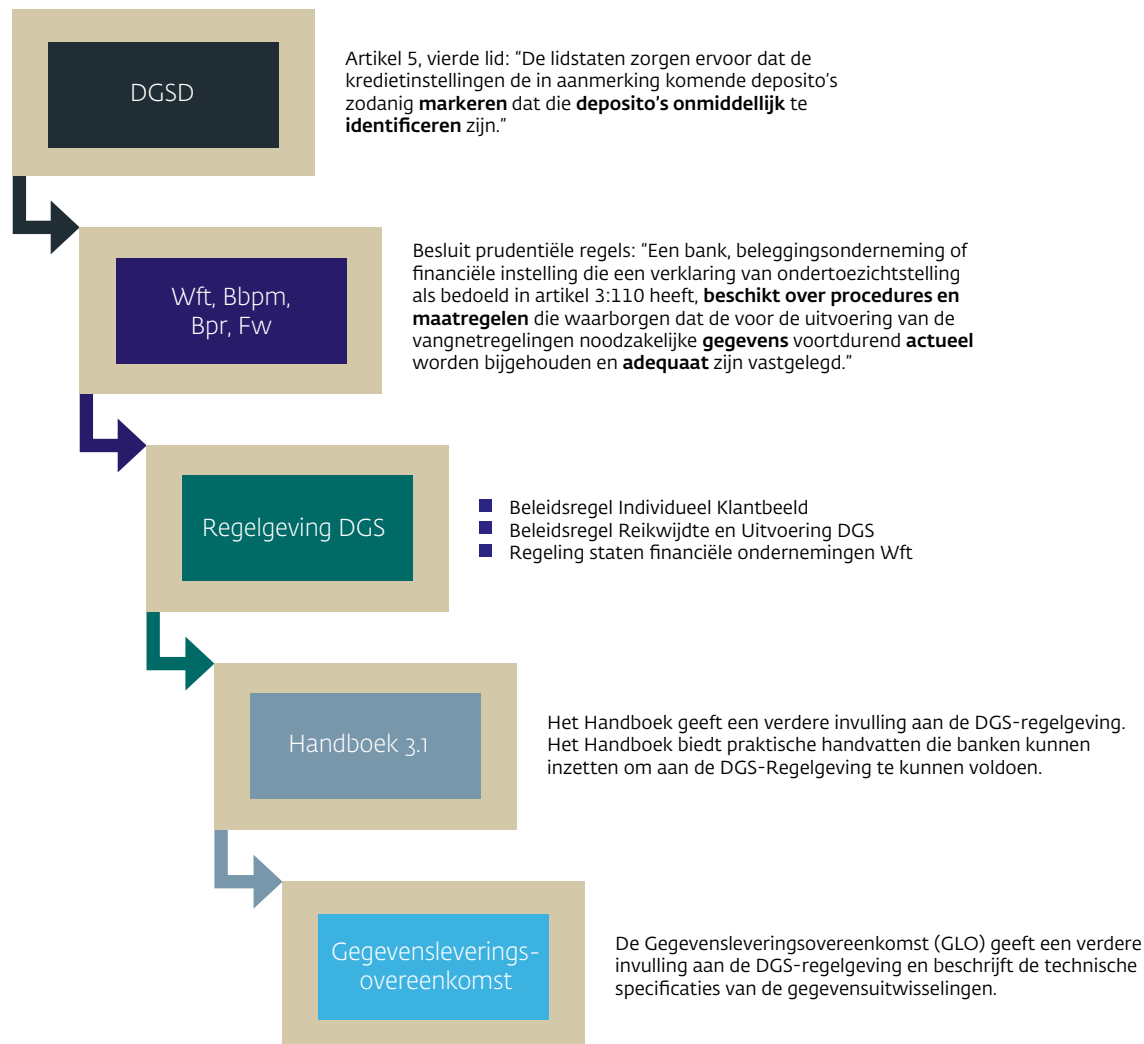 DGSD
Artikel 5, vierde lid: “De lidstaten zorgen ervoor dat de
kredietinstellingen de in aanmerking komende deposito’s
zodanig markeren dat die deposito’s onmiddellijk te
identificeren zijn.”
Wft, Bbpm,
Bpr, Fw
Besluit prudentiële regels: “Een bank, beleggingsonderneming of
financiële instelling die een verklaring van ondertoezichtstelling
als bedoeld in artikel 3:110 heeft, beschikt over procedures en
maatregelen die waarborgen dat de voor de uitvoering van de
vangnetregelingen noodzakelijke gegevens voortdurend actueel
worden bijgehouden en adequaat zijn vastgelegd.”
Regelgeving DGS
Beleidsregel Individueel Klantbeeld
Beleidsregel Reikwijdte en Uitvoering DGS
Regeling staten financiële ondernemingen Wft
Handboek 3.1
Het Handboek geeft een verdere invulling aan de DGS-regelgeving.
Het Handboek biedt praktische handvatten die banken kunnen
inzetten om aan de DGS-Regelgeving te kunnen voldoen.
Gegevensleverings-
overeenkomst
De Gegevensleveringsovereenkomst (GLO) geeft een verdere
invulling aan de DGS-regelgeving en beschrijft de technische
specificaties van de gegevensuitwisselingen.